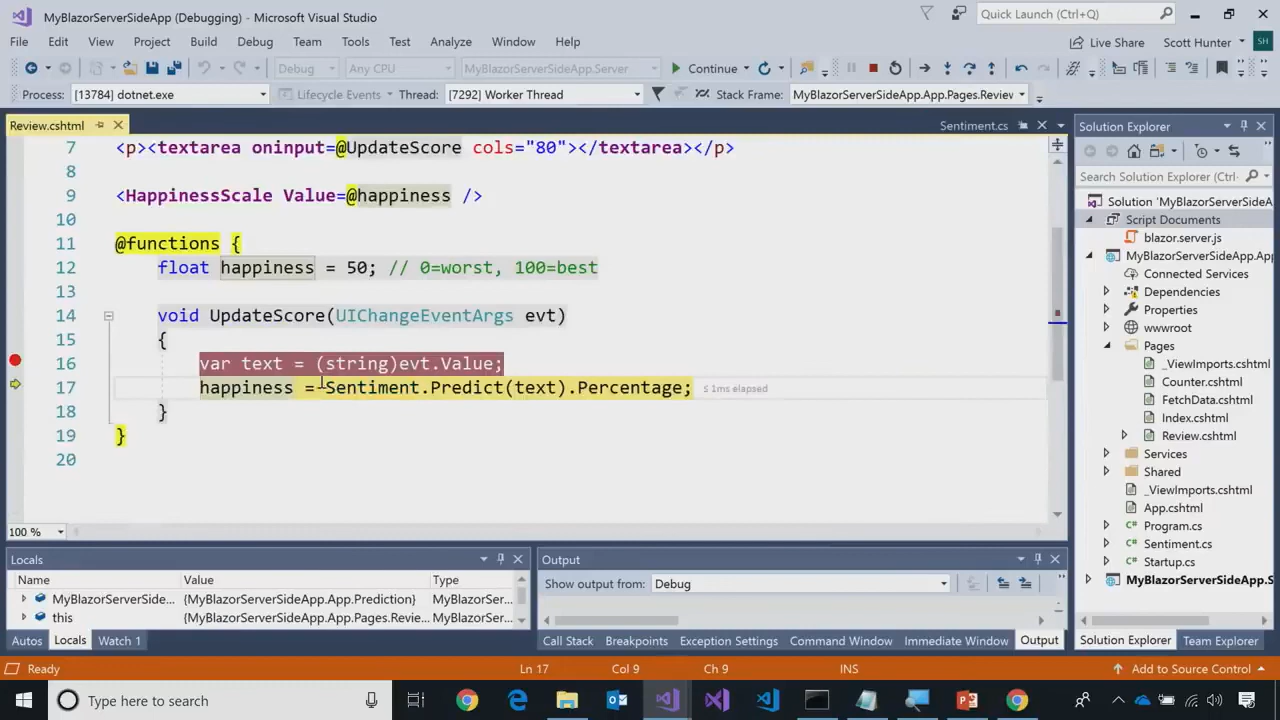 MyBlazorServerSideApp (Debugging) - Microsoft Visual Studio
Quick Launch (Ctrl+Q)
File Edit View Project Build Debug Team Tools Test Analyze Window Help
Live Share Scott Hunter SH
Debug Any CPU MyBlazorServerSideApp.Server Continue
Process: [13784] dotnet.exe Lifecycle Events Thread: [7292] Worker Thread Stack Frame: MyBlazorServerSideApp.App.Pages.Review
Review.cshtml
Sentiment.cs
7 <p><textarea oninput=@UpdateScore cols="80"></textarea></p>
8
9 <HappinessScale Value=@happiness />
10
11 @functions {
12 float happiness = 50; // 0=worst, 100=best
13
14 void UpdateScore(UIChangeEventArgs evt)
15 {
16 var text = (string)evt.Value;
17 happiness = Sentiment.Predict(text).Percentage; ≤ 1ms elapsed
18 }
19 }
20
100 %
Solution Explorer
Search Solution Explorer (Ctrl-
Solution 'MyBlazorServerSideA
Script Documents
blazor.server.js
MyBlazorServerSideApp.App
Connected Services
Dependencies
Properties
wwwroot
Pages
_ViewImports.cshtml
Counter.cshtml
FetchData.cshtml
Index.cshtml
Review.cshtml
Services
Shared
_ViewImports.cshtml
App.cshtml
Program.cs
Sentiment.cs
Startup.cs
MyBlazorServerSideApp.S
Solution Explorer Team Explorer
Locals
Name Value Type
MyBlazorServerSide... {MyBlazorServerSideApp.App.Prediction} MyBlazorSer...
this {MyBlazorServerSideApp.App.Pages.Revie... MyBlazorSer...
Autos Locals Watch 1
Output
Show output from: Debug
Call Stack Breakpoints Exception Settings Command Window Immediate Window Output
Ready Ln 17 Col 9 Ch 9 INS Add to Source Control
Type here to search